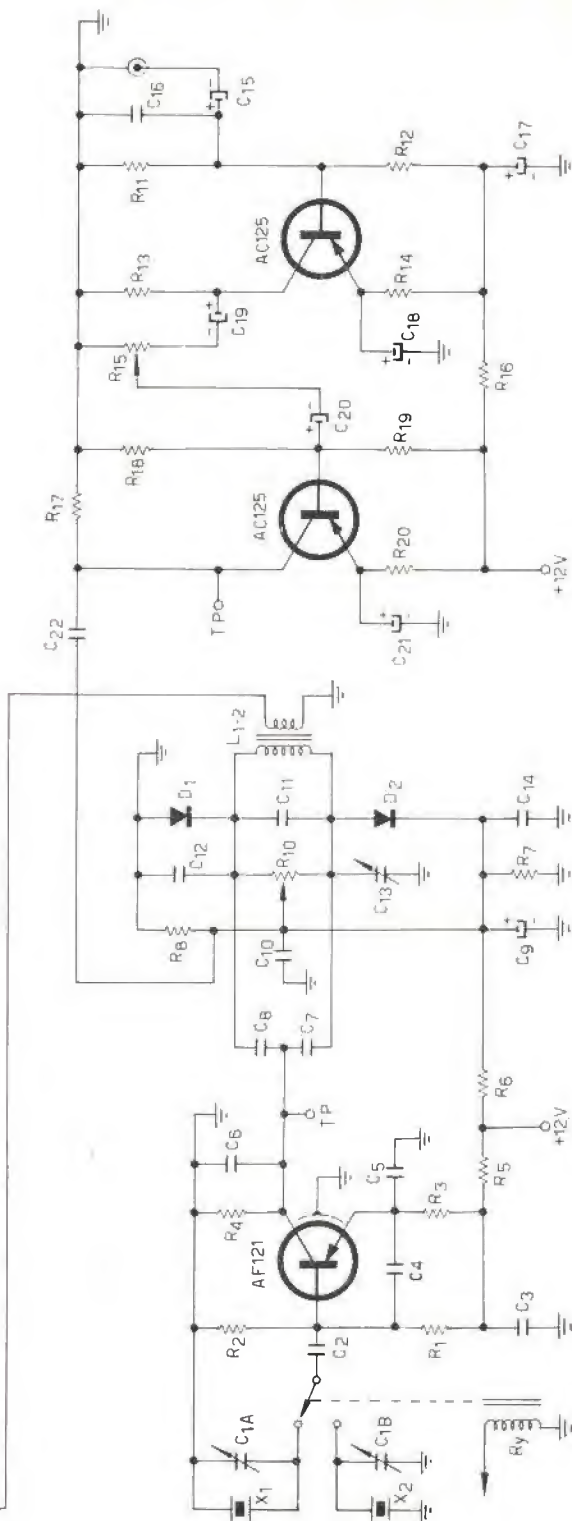 C16
C15
R11
R12
C17
AC125
R13
C19
R14
C18
R15
R16
C20
R18
R19
R17
AC125
R20
+12V
TP
C21
C22
L1-2
D1
C11
D2
C14
C12
R10
C13
R7
R8
C10
C9
C8
C7
R6
TP
+12V
C6
C5
R5
R4
R3
AF121
C4
R2
C2
R1
C3
C1A
C1B
Ry
X1
X2
+
-
+
-
+
-
+
-
+
-
+
-
+
-